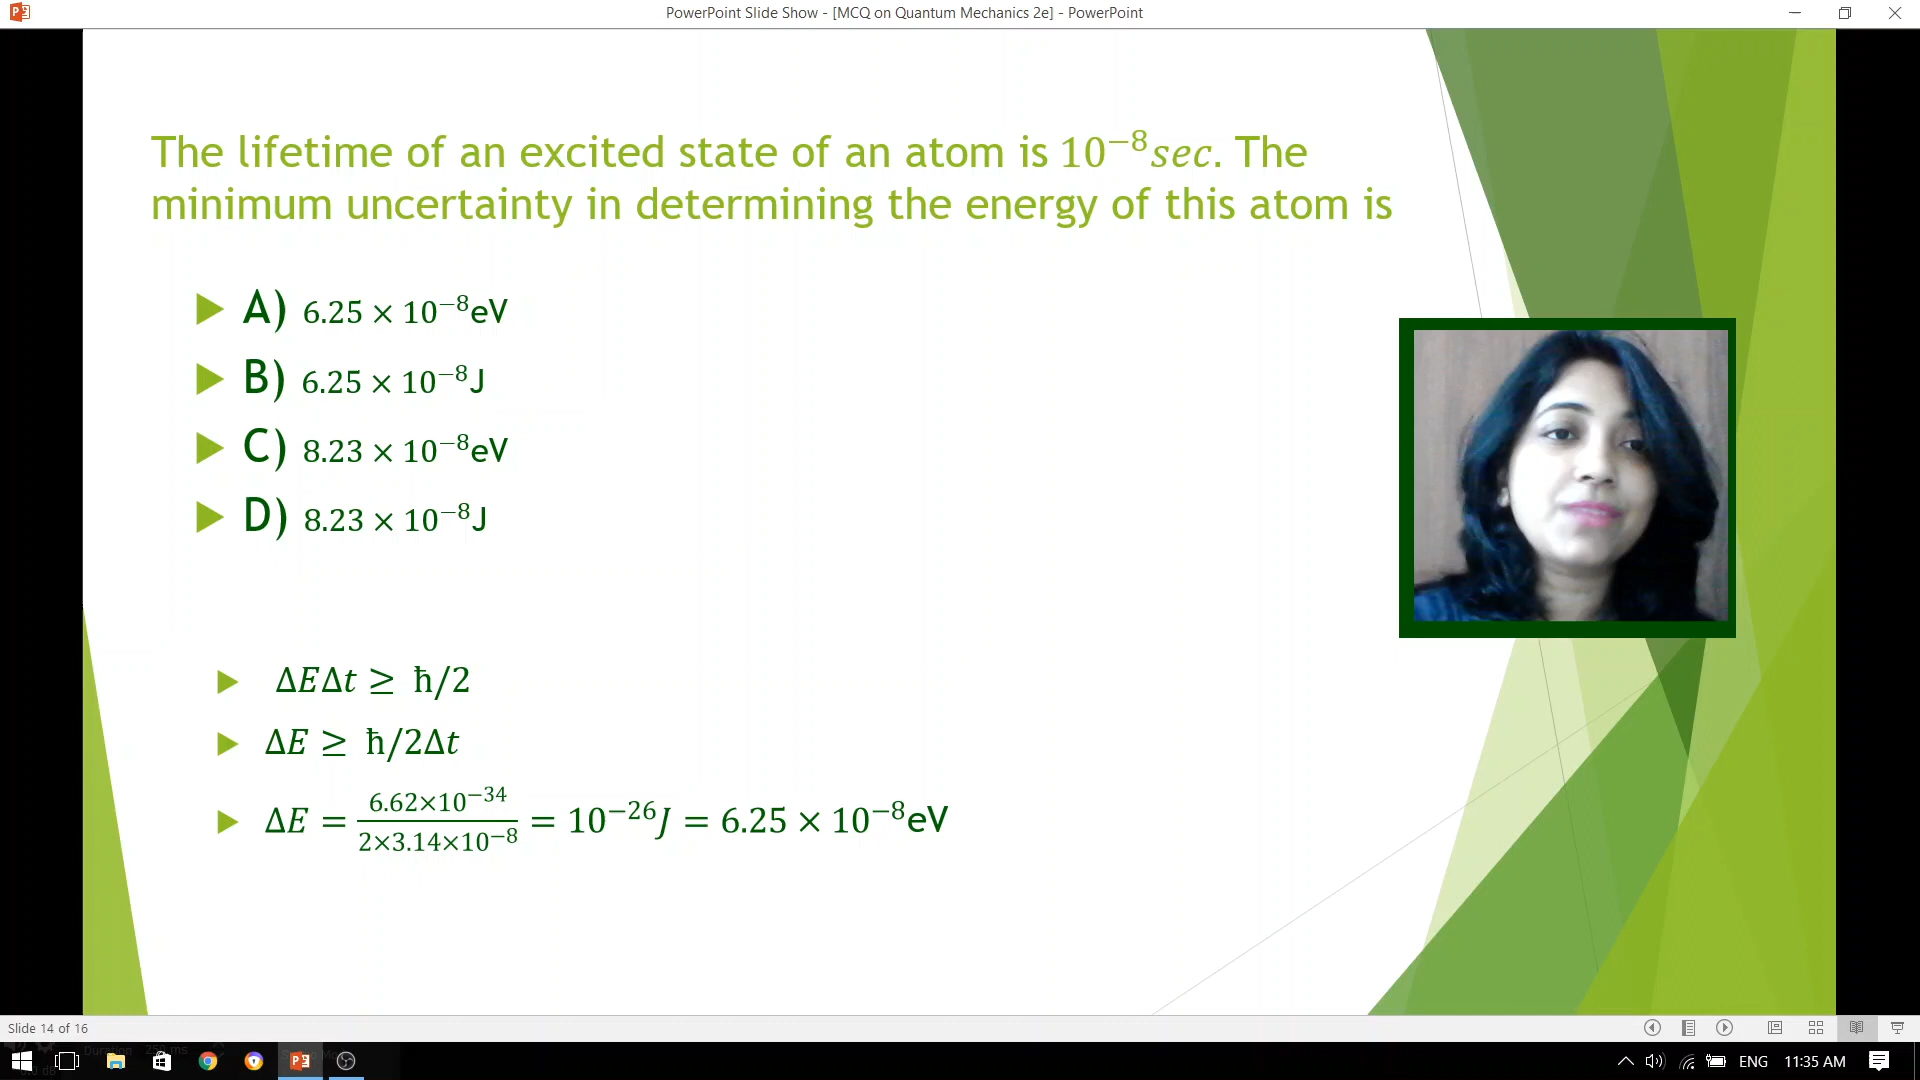 PowerPoint Slide Show - [MCQ on Quantum Mechanics 2e] - PowerPoint
The lifetime of an excited state of an atom is 10⁻⁸ sec. The
minimum uncertainty in determining the energy of this atom is
A) 6.25 × 10⁻⁸eV
B) 6.25 × 10⁻⁸J
C) 8.23 × 10⁻⁸eV
D) 8.23 × 10⁻⁸J
ΔEΔt ≥ ħ/2
ΔE ≥ ħ/2Δt
ΔE = 6.62×10⁻³⁴ / 2×3.14×10⁻⁸ = 10⁻²⁶J = 6.25 × 10⁻⁸eV
Slide 14 of 16
ENG 11:35 AM